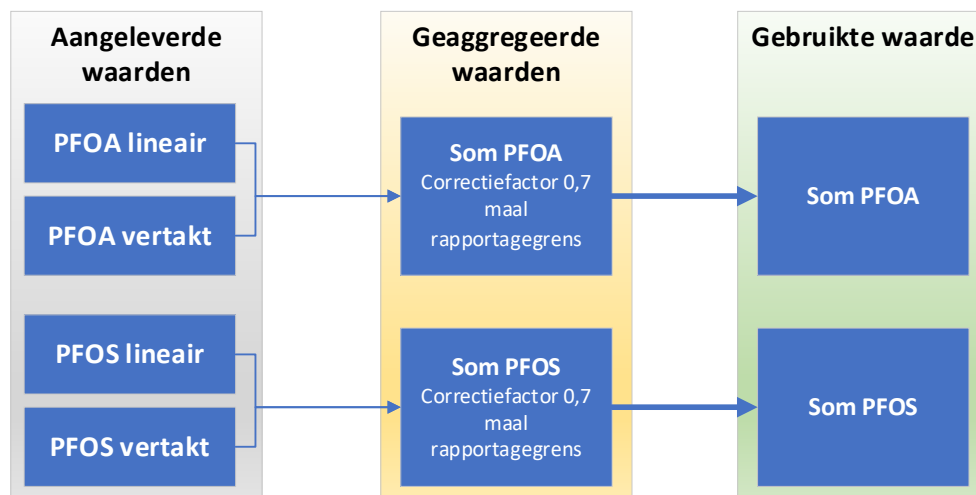 Aangeleverde
waarden
PFOA lineair
PFOA vertakt
PFOS lineair
PFOS vertakt
Geaggregeerde
waarden
Som PFOA
Correctiefactor 0,7
maal
rapportagegrens
Som PFOS
Correctiefactor 0,7
maal
rapportagegrens
Gebruikte waarde
Som PFOA
Som PFOS